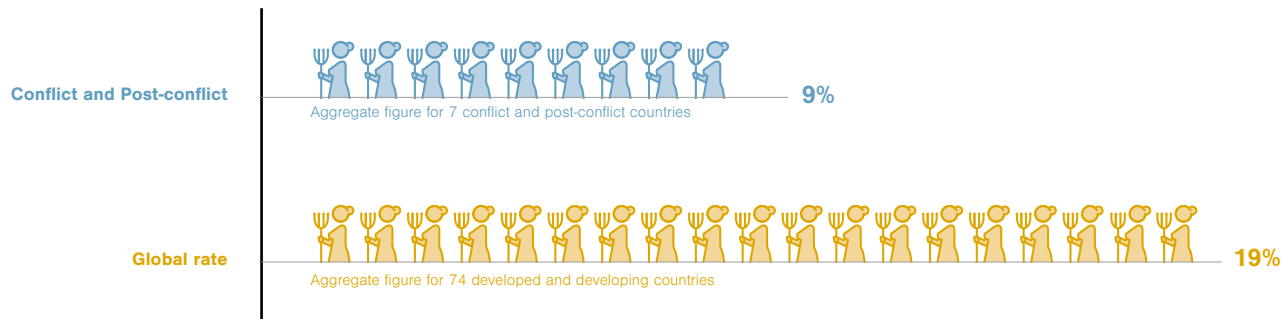 Conflict and Post-conflict
9%
Aggregate figure for 7 conflict and post-conflict countries
Global rate
19%
Aggregate figure for 74 developed and developing countries